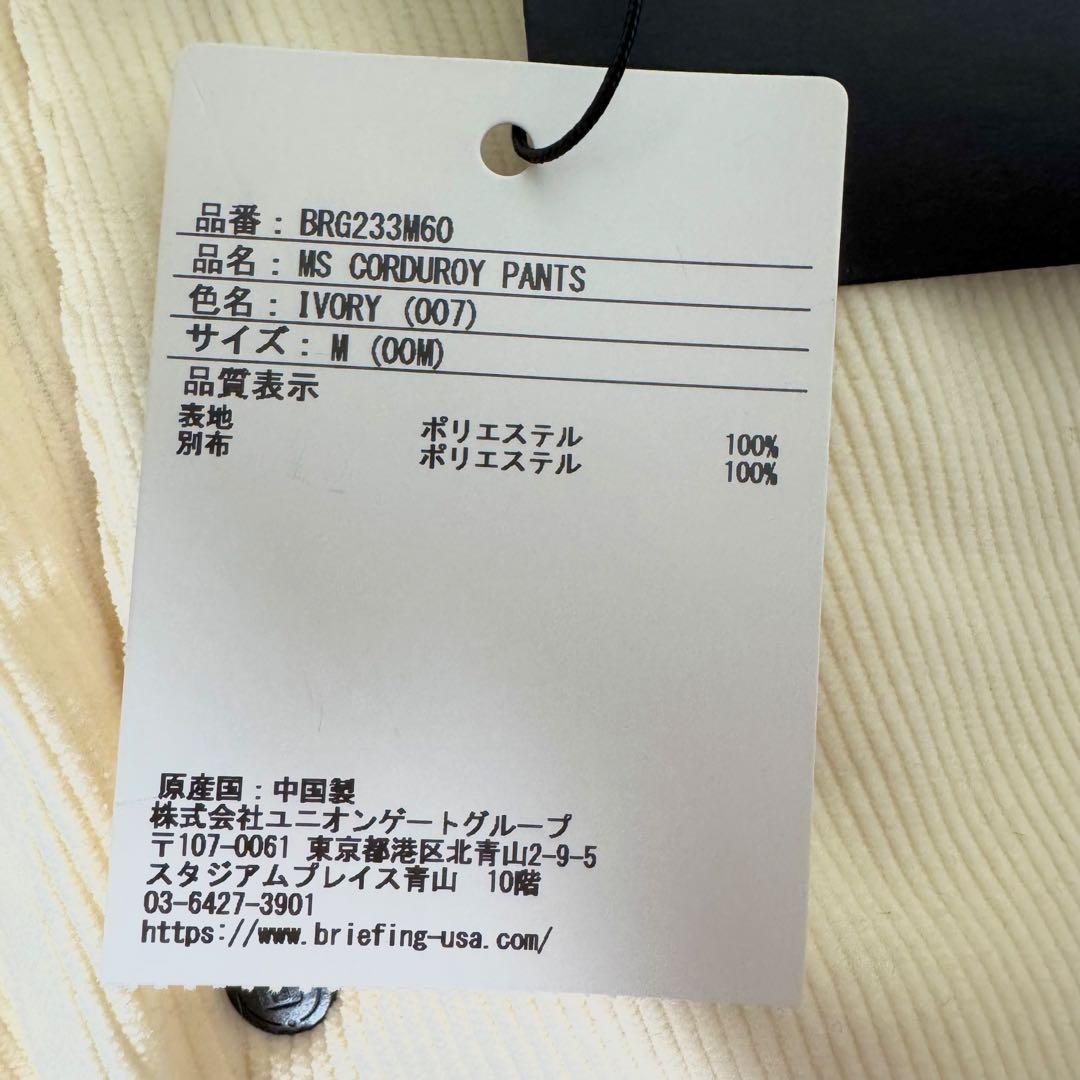 品番: BRG233M60
品名: MS CORDUROY PANTS
色名: IVORY (007)
サイズ: M (00M)
品質表示
表地 ポリエステル 100%
別布 ポリエステル 100%
原産国:中国製
株式会社ユニオンゲートグループ
〒107-0061 東京都港区北青山2-9-5
スタジアムプレイス青山 10階
03-6427-3901
https://www.briefing-usa.com/